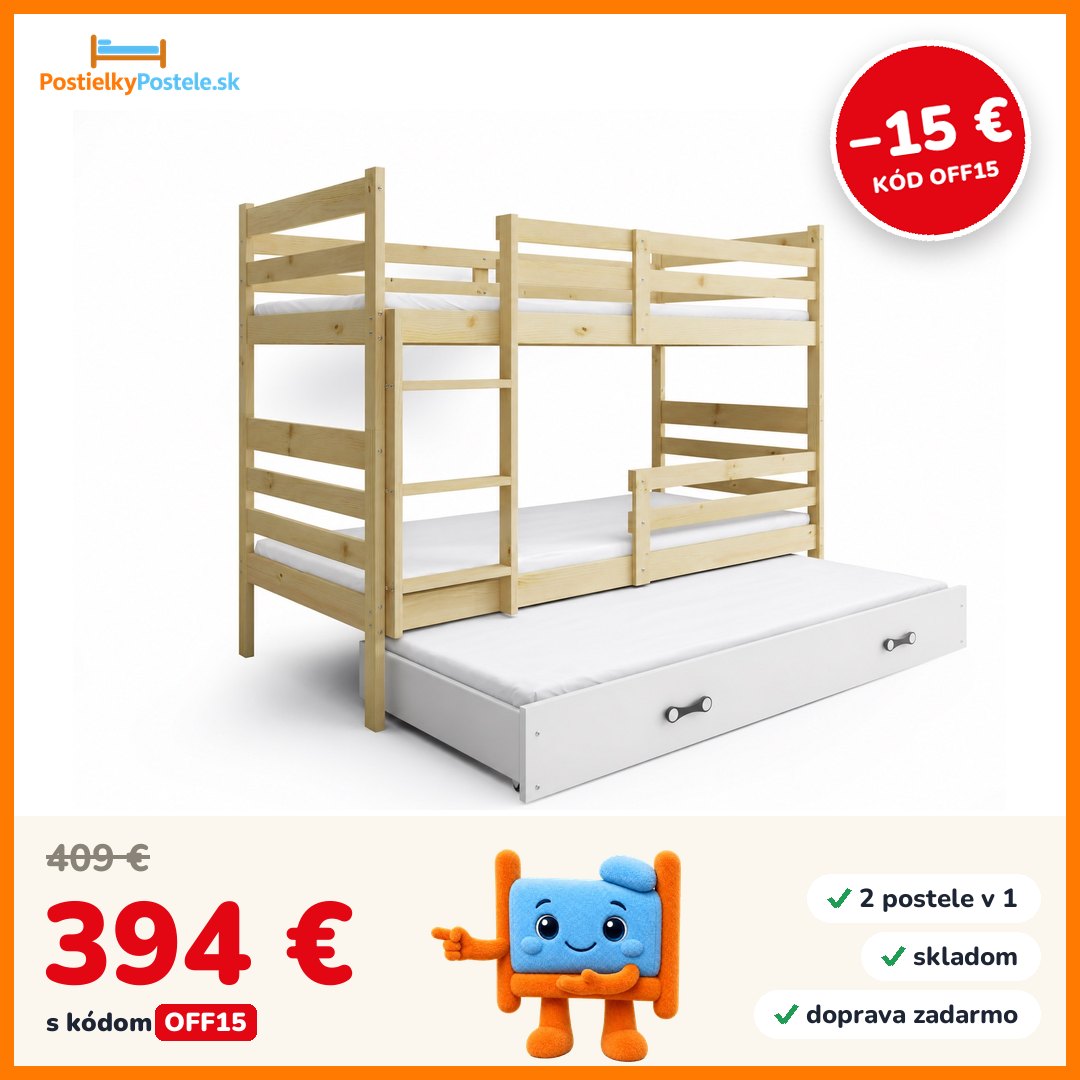 PostielkyPostele.sk
–15 €
KÓD OFF15
409 €
394 €
s kódom OFF15
2 postele v 1
skladom
doprava zadarmo